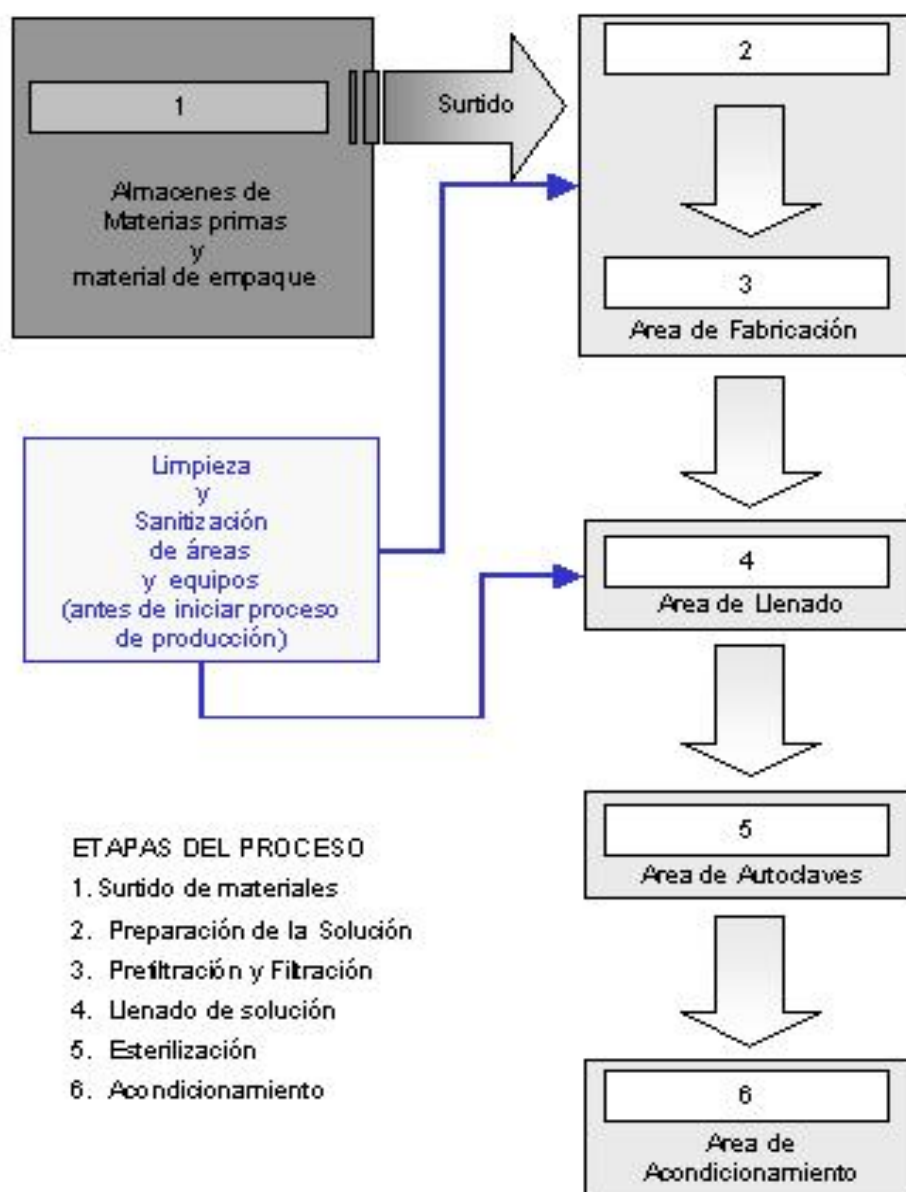 1
Almacenes de
Materias primas
y
material de empaque
Surtido
2
3
Area de Fabricación
Limpieza
y
Sanitización
de áreas
y equipos
(antes de iniciar proceso
de producción)
4
Area de Llenado
5
Area de Autoclaves
6
Area de
Acondicionamiento
ETAPAS DEL PROCESO
1. Surtido de materiales
2. Preparación de la Solución
3. Prefiltración y Filtración
4. Llenado de solución
5. Esterilización
6. Acondicionamiento